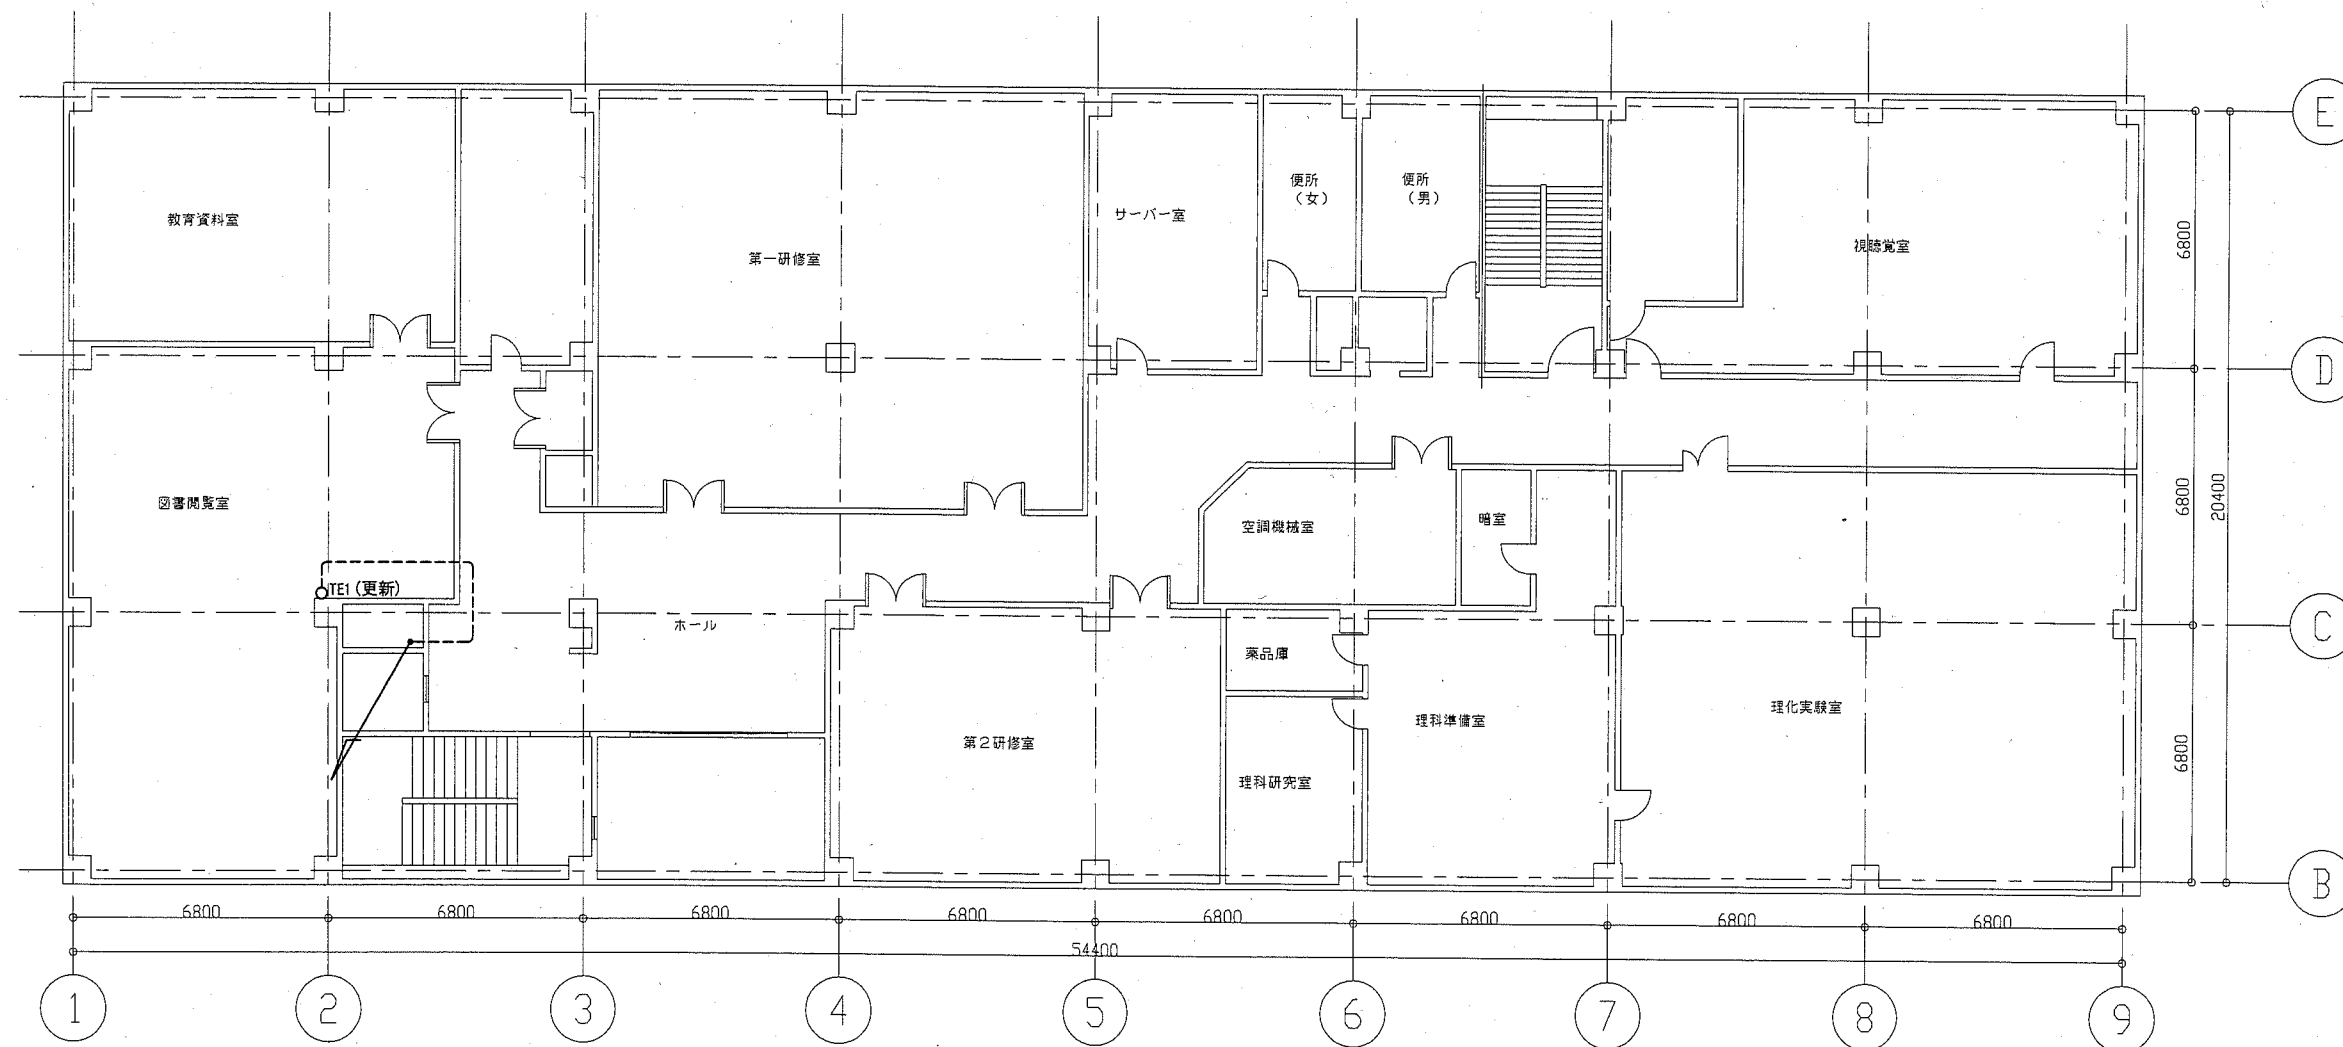 E
便所
（女）
便所
（男）
サーバー室
教育資料室
6800
視聴覚室
第一研修室
D
図書閲覧室
6800
20400
暗室
空調機械室
TE1 (更新)
ホール
C
薬品庫
理化実験室
理科準備室
第２研修室
6800
理科研究室
B
6800
6800
6800
6800
6800
6800
6800
6800
54400
1
2
3
4
5
6
7
8
9